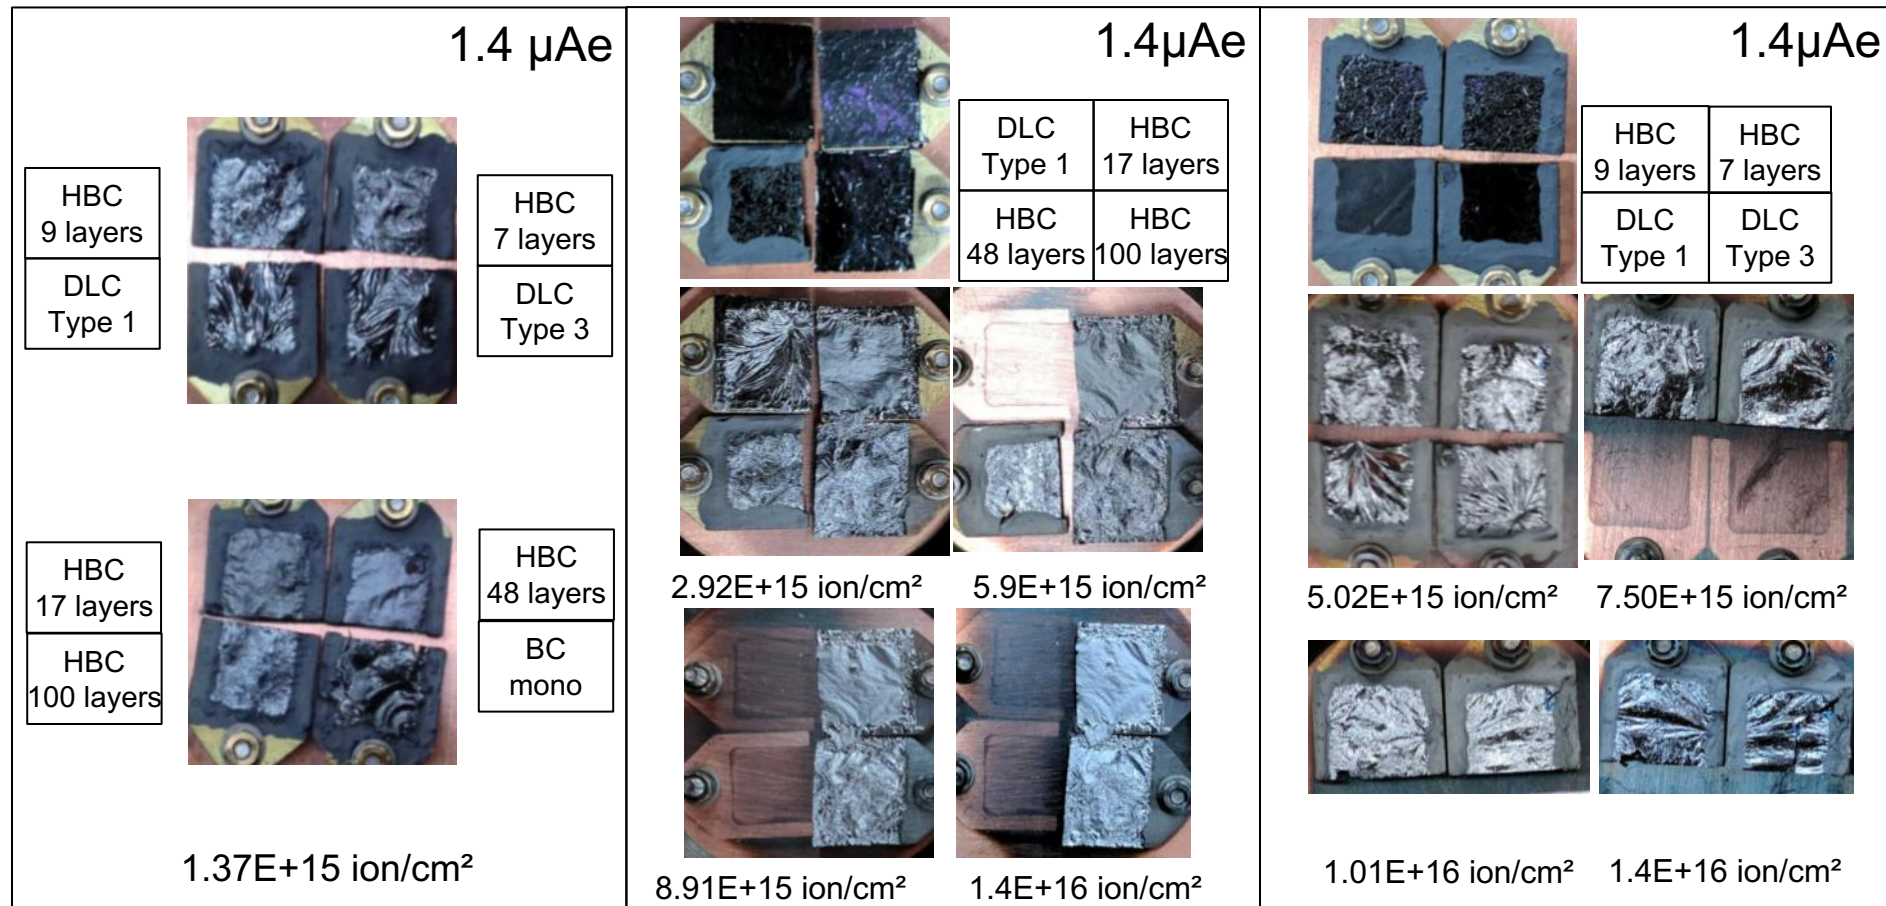 1.4 µAe
HBC
9 layers
DLC
Type 1
HBC
7 layers
DLC
Type 3
HBC
17 layers
HBC
100 layers
HBC
48 layers
BC
mono
1.37E+15 ion/cm²
1.4µAe
DLC
Type 1
HBC
17 layers
HBC
48 layers
HBC
100 layers
2.92E+15 ion/cm²
5.9E+15 ion/cm²
8.91E+15 ion/cm²
1.4E+16 ion/cm²
1.4µAe
HBC
9 layers
HBC
7 layers
DLC
Type 1
DLC
Type 3
5.02E+15 ion/cm²
7.50E+15 ion/cm²
1.01E+16 ion/cm²
1.4E+16 ion/cm²